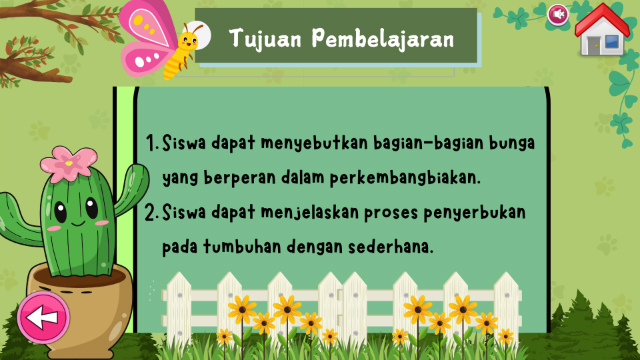 Tujuan Pembelajaran
1. Siswa dapat menyebutkan bagian-bagian bunga
yang berperan dalam perkembangbiakan.
2. Siswa dapat menjelaskan proses penyerbukan
pada tumbuhan dengan sederhana.